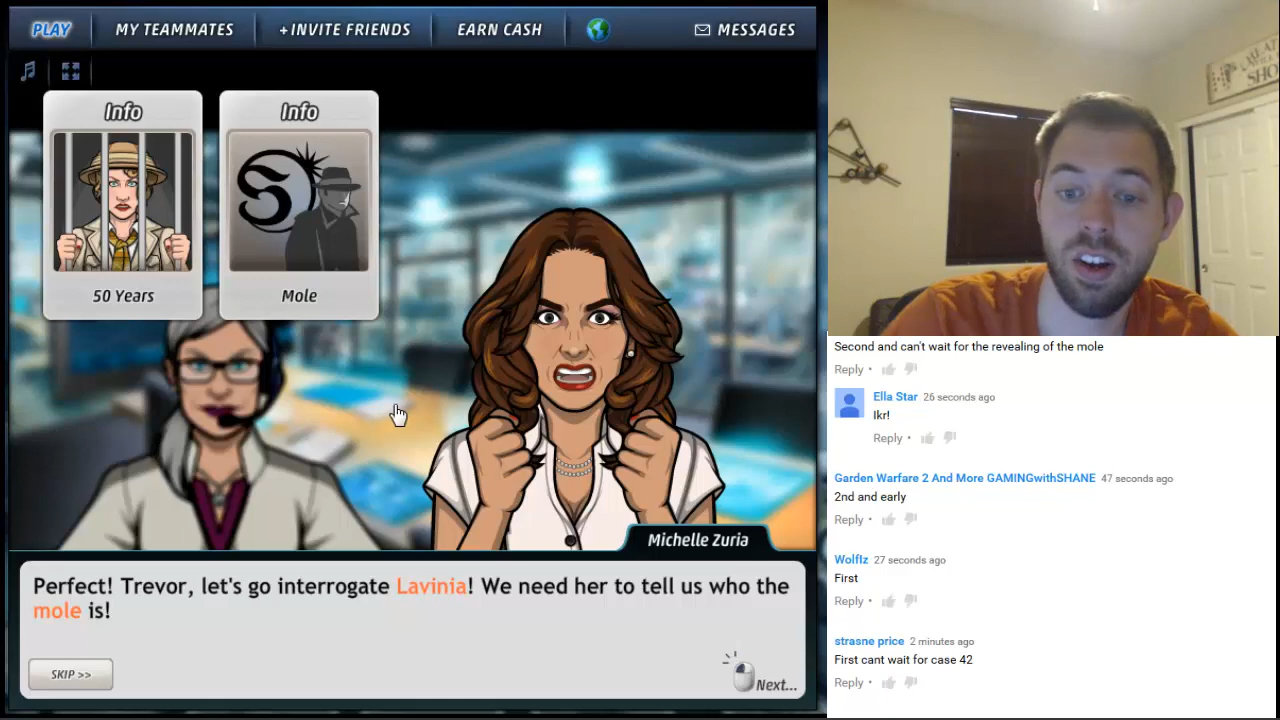 PLAY
MY TEAMMATES
+INVITE FRIENDS
EARN CASH
MESSAGES
Info
50 Years
Info
S
Mole
Michelle Zuria
Perfect! Trevor, let's go interrogate Lavinia! We need her to tell us who the
mole is!
SKIP >>
Next...
Second and can't wait for the revealing of the mole
Reply •
Ella Star 26 seconds ago
Ikr!
Reply •
Garden Warfare 2 And More GAMINGwithSHANE 47 seconds ago
2nd and early
Reply •
Wolflz 27 seconds ago
First
Reply •
strasne price 2 minutes ago
First cant wait for case 42
Reply •